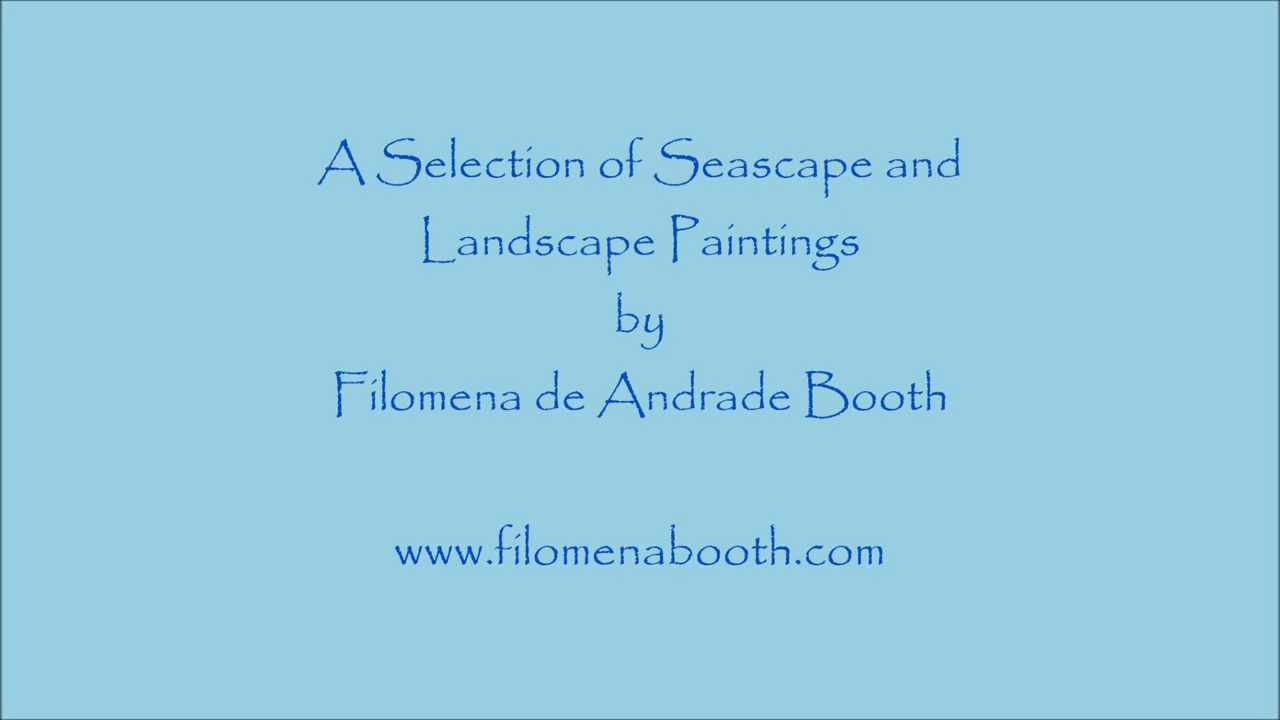 A Selection of Seascape and
Landscape Paintings
by
Filomena de Andrade Booth
www.filomenabooth.com